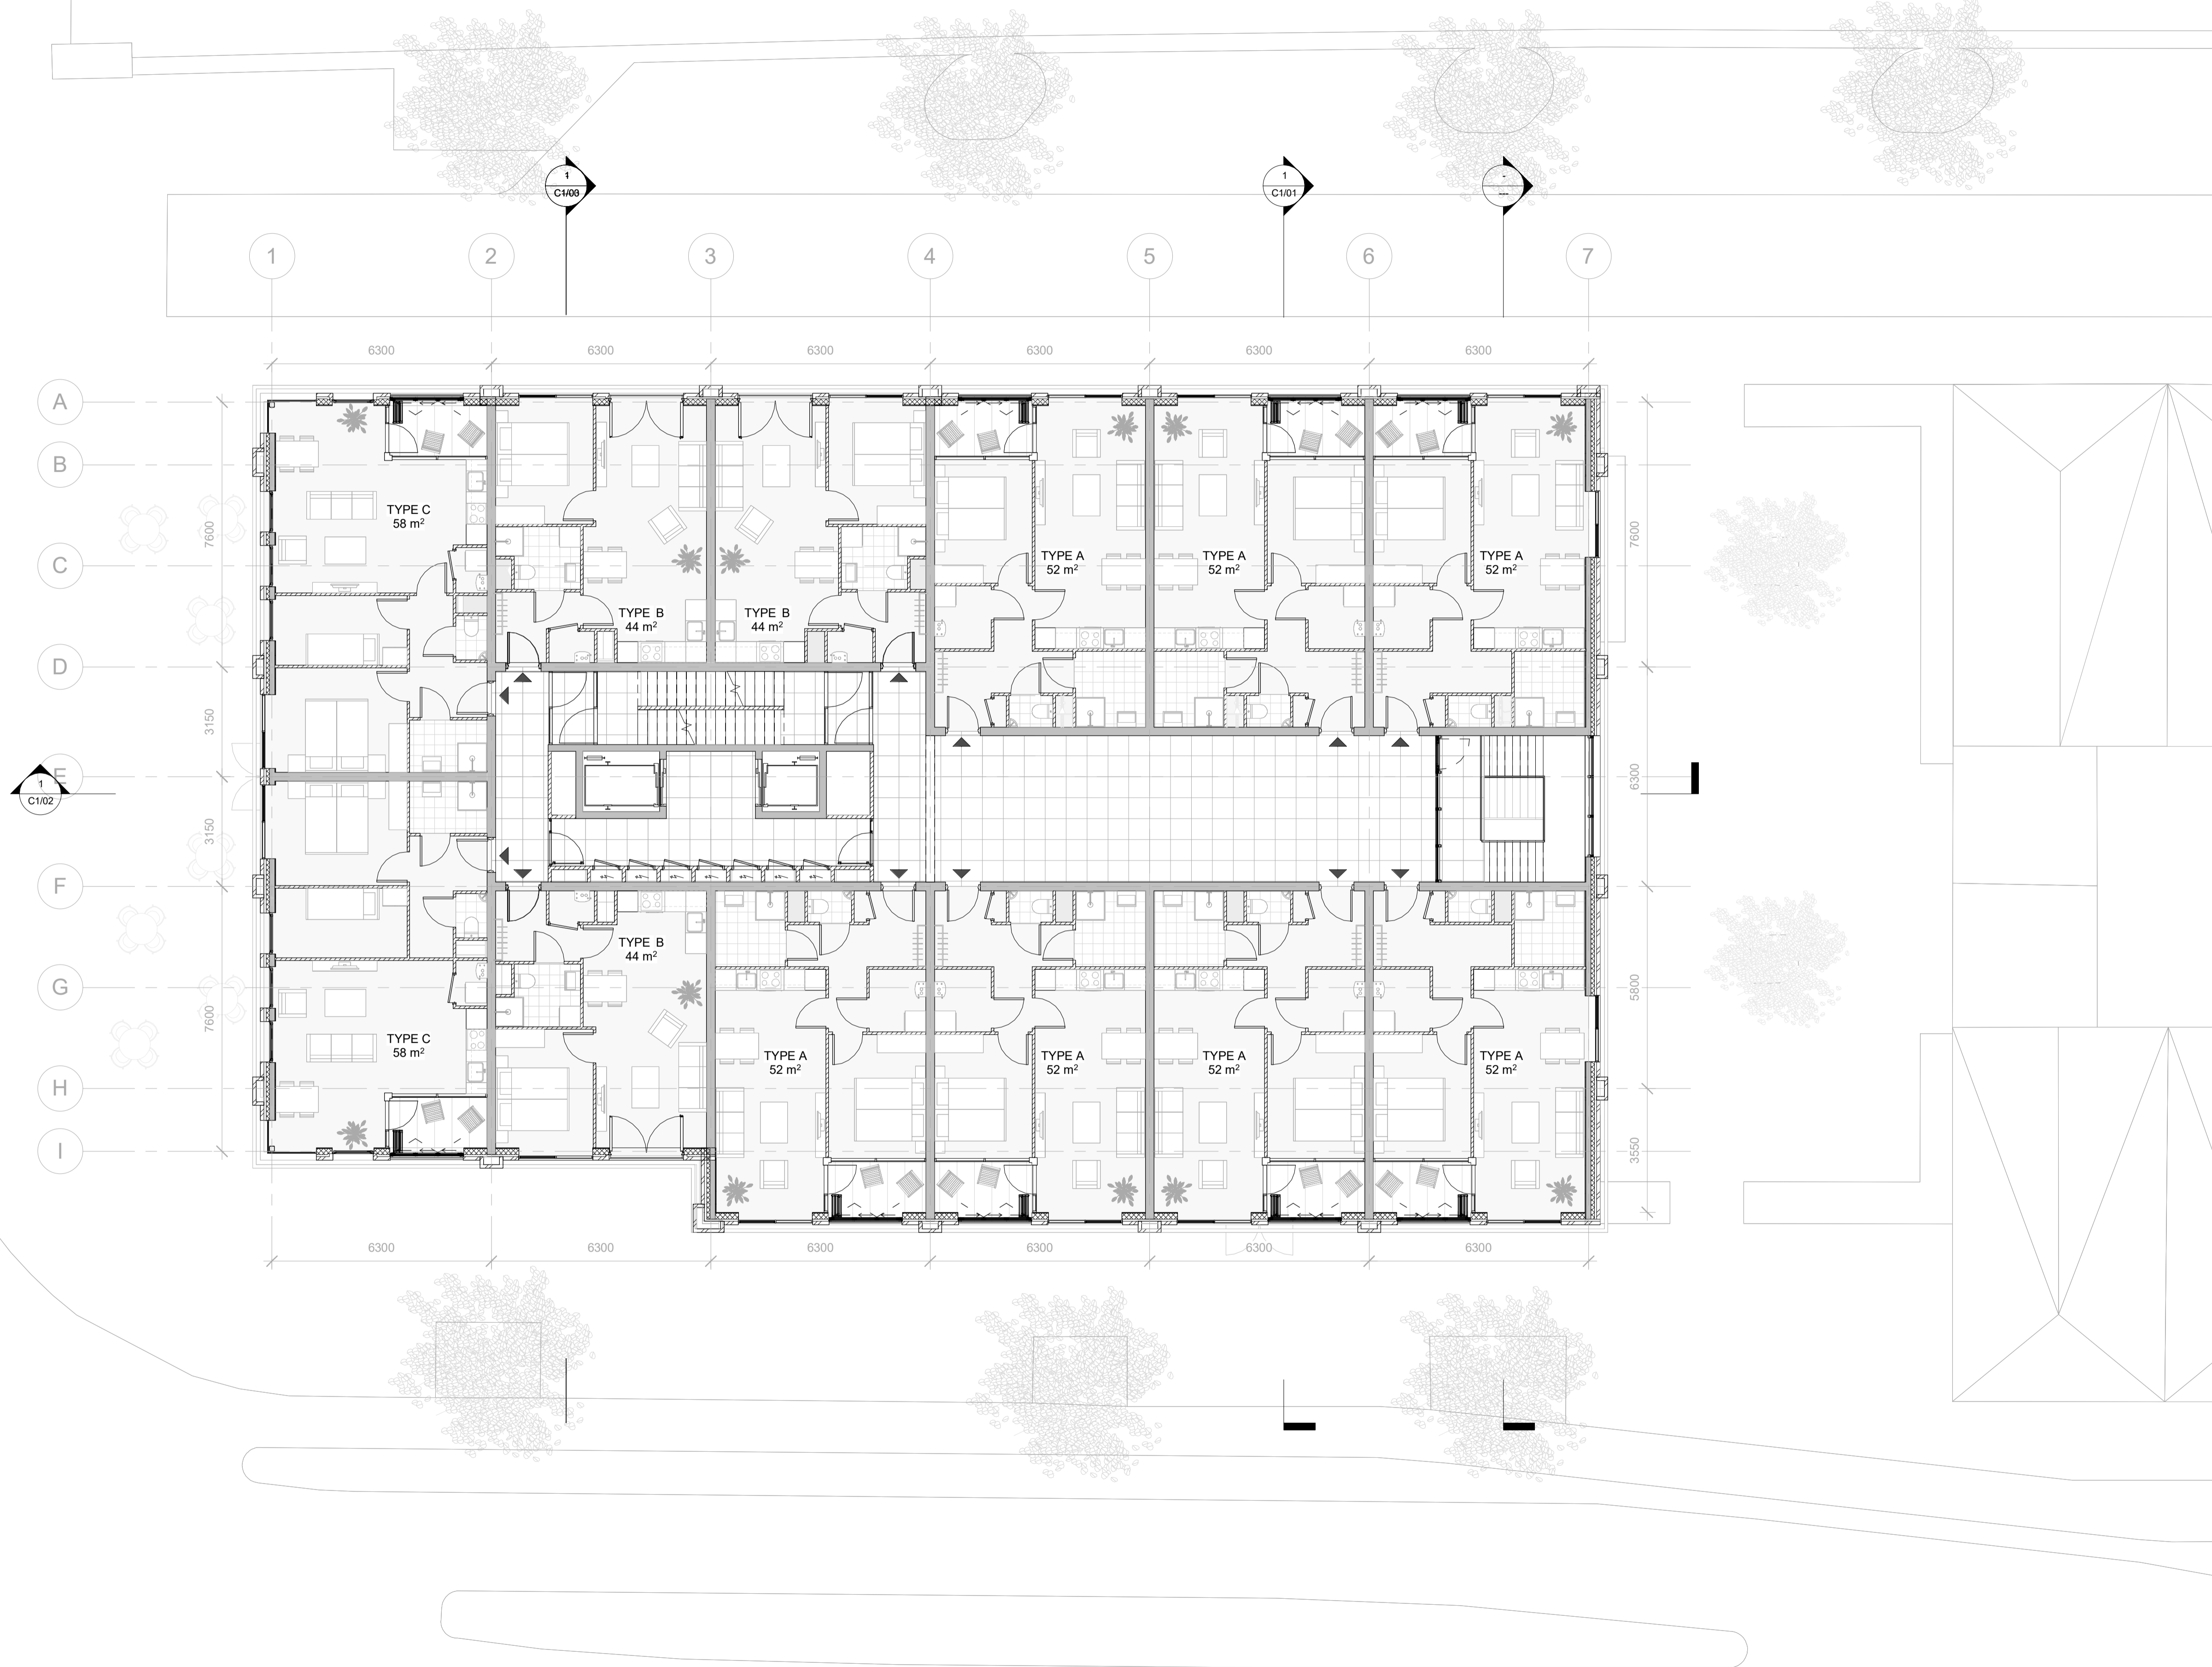 1
C1/00
1
C1/01
-
---
1 2 3 4 5 6 7
6300 6300 6300 6300 6300 6300
A
B
TYPE C
58 m²
7600
7600
C
TYPE A
52 m²
TYPE A
52 m²
TYPE A
52 m²
TYPE B
44 m²
TYPE B
44 m²
D
3150
E
6300
1
C1/02
3150
F
TYPE B
44 m²
G
5800
7600
TYPE C
58 m²
TYPE A
52 m²
TYPE A
52 m²
TYPE A
52 m²
TYPE A
52 m²
H
I
3550
6300 6300 6300 6300 6300 6300